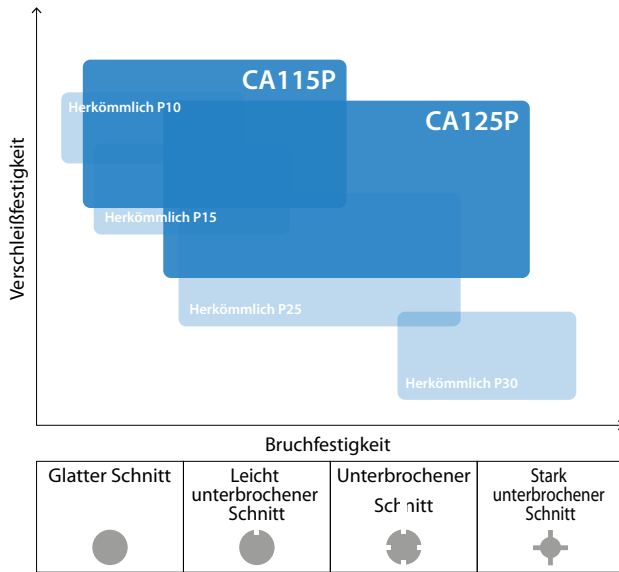 CA115P
Herkömmlich P10
CA125P
Herkömmlich P15
Herkömmlich P25
Herkömmlich P30
Verschleißfestigkeit
Bruchfestigkeit
Glatter Schnitt
Leicht
unterbrochener
Schnitt
Unterbrochener
Schnitt
Stark
unterbrochener
Schnitt